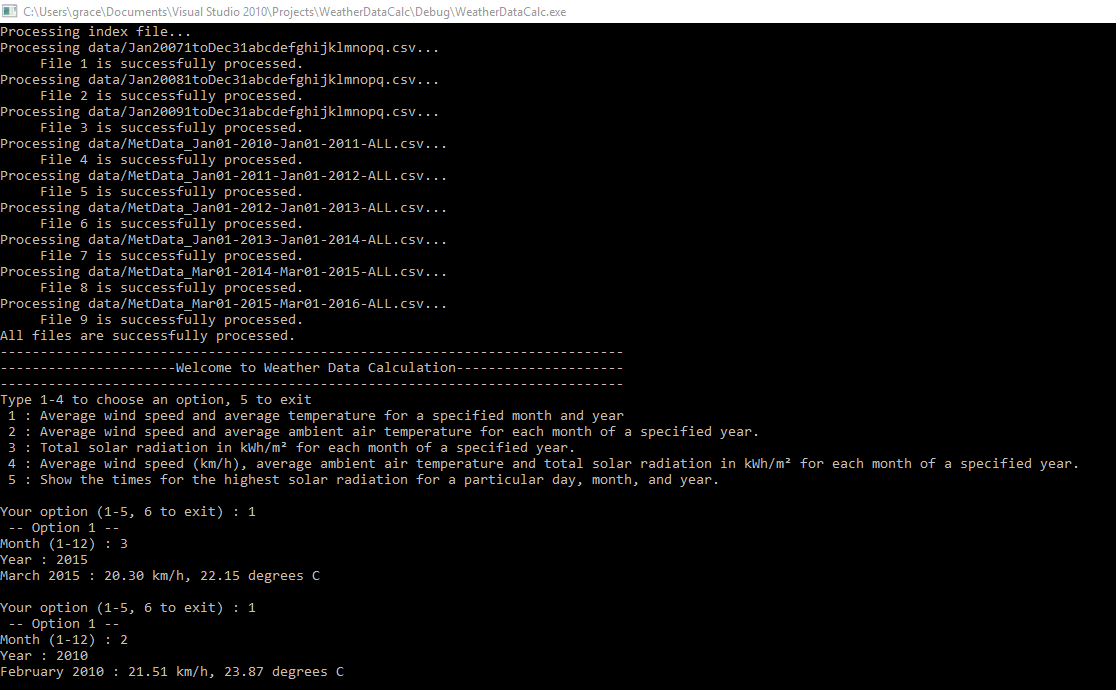 C:\Users\grace\Documents\Visual Studio 2010\Projects\WeatherDataCalc\Debug\WeatherDataCalc.exe
Processing index file...
Processing data/Jan20071toDec31abcdefghijklmnopq.csv...
     File 1 is successfully processed.
Processing data/Jan20081toDec31abcdefghijklmnopq.csv...
     File 2 is successfully processed.
Processing data/Jan20091toDec31abcdefghijklmnopq.csv...
     File 3 is successfully processed.
Processing data/MetData_Jan01-2010-Jan01-2011-ALL.csv...
     File 4 is successfully processed.
Processing data/MetData_Jan01-2011-Jan01-2012-ALL.csv...
     File 5 is successfully processed.
Processing data/MetData_Jan01-2012-Jan01-2013-ALL.csv...
     File 6 is successfully processed.
Processing data/MetData_Jan01-2013-Jan01-2014-ALL.csv...
     File 7 is successfully processed.
Processing data/MetData_Mar01-2014-Mar01-2015-ALL.csv...
     File 8 is successfully processed.
Processing data/MetData_Mar01-2015-Mar01-2016-ALL.csv...
     File 9 is successfully processed.
All files are successfully processed.
------------------------------------------------------------------------------
----------------------Welcome to Weather Data Calculation---------------------
------------------------------------------------------------------------------
Type 1-4 to choose an option, 5 to exit
 1 : Average wind speed and average temperature for a specified month and year
 2 : Average wind speed and average ambient air temperature for each month of a specified year.
 3 : Total solar radiation in kWh/m² for each month of a specified year.
 4 : Average wind speed (km/h), average ambient air temperature and total solar radiation in kWh/m² for each month of a specified year.
 5 : Show the times for the highest solar radiation for a particular day, month, and year.

Your option (1-5, 6 to exit) : 1
 -- Option 1 --
Month (1-12) : 3
Year : 2015
March 2015 : 20.30 km/h, 22.15 degrees C

Your option (1-5, 6 to exit) : 1
 -- Option 1 --
Month (1-12) : 2
Year : 2010
February 2010 : 21.51 km/h, 23.87 degrees C